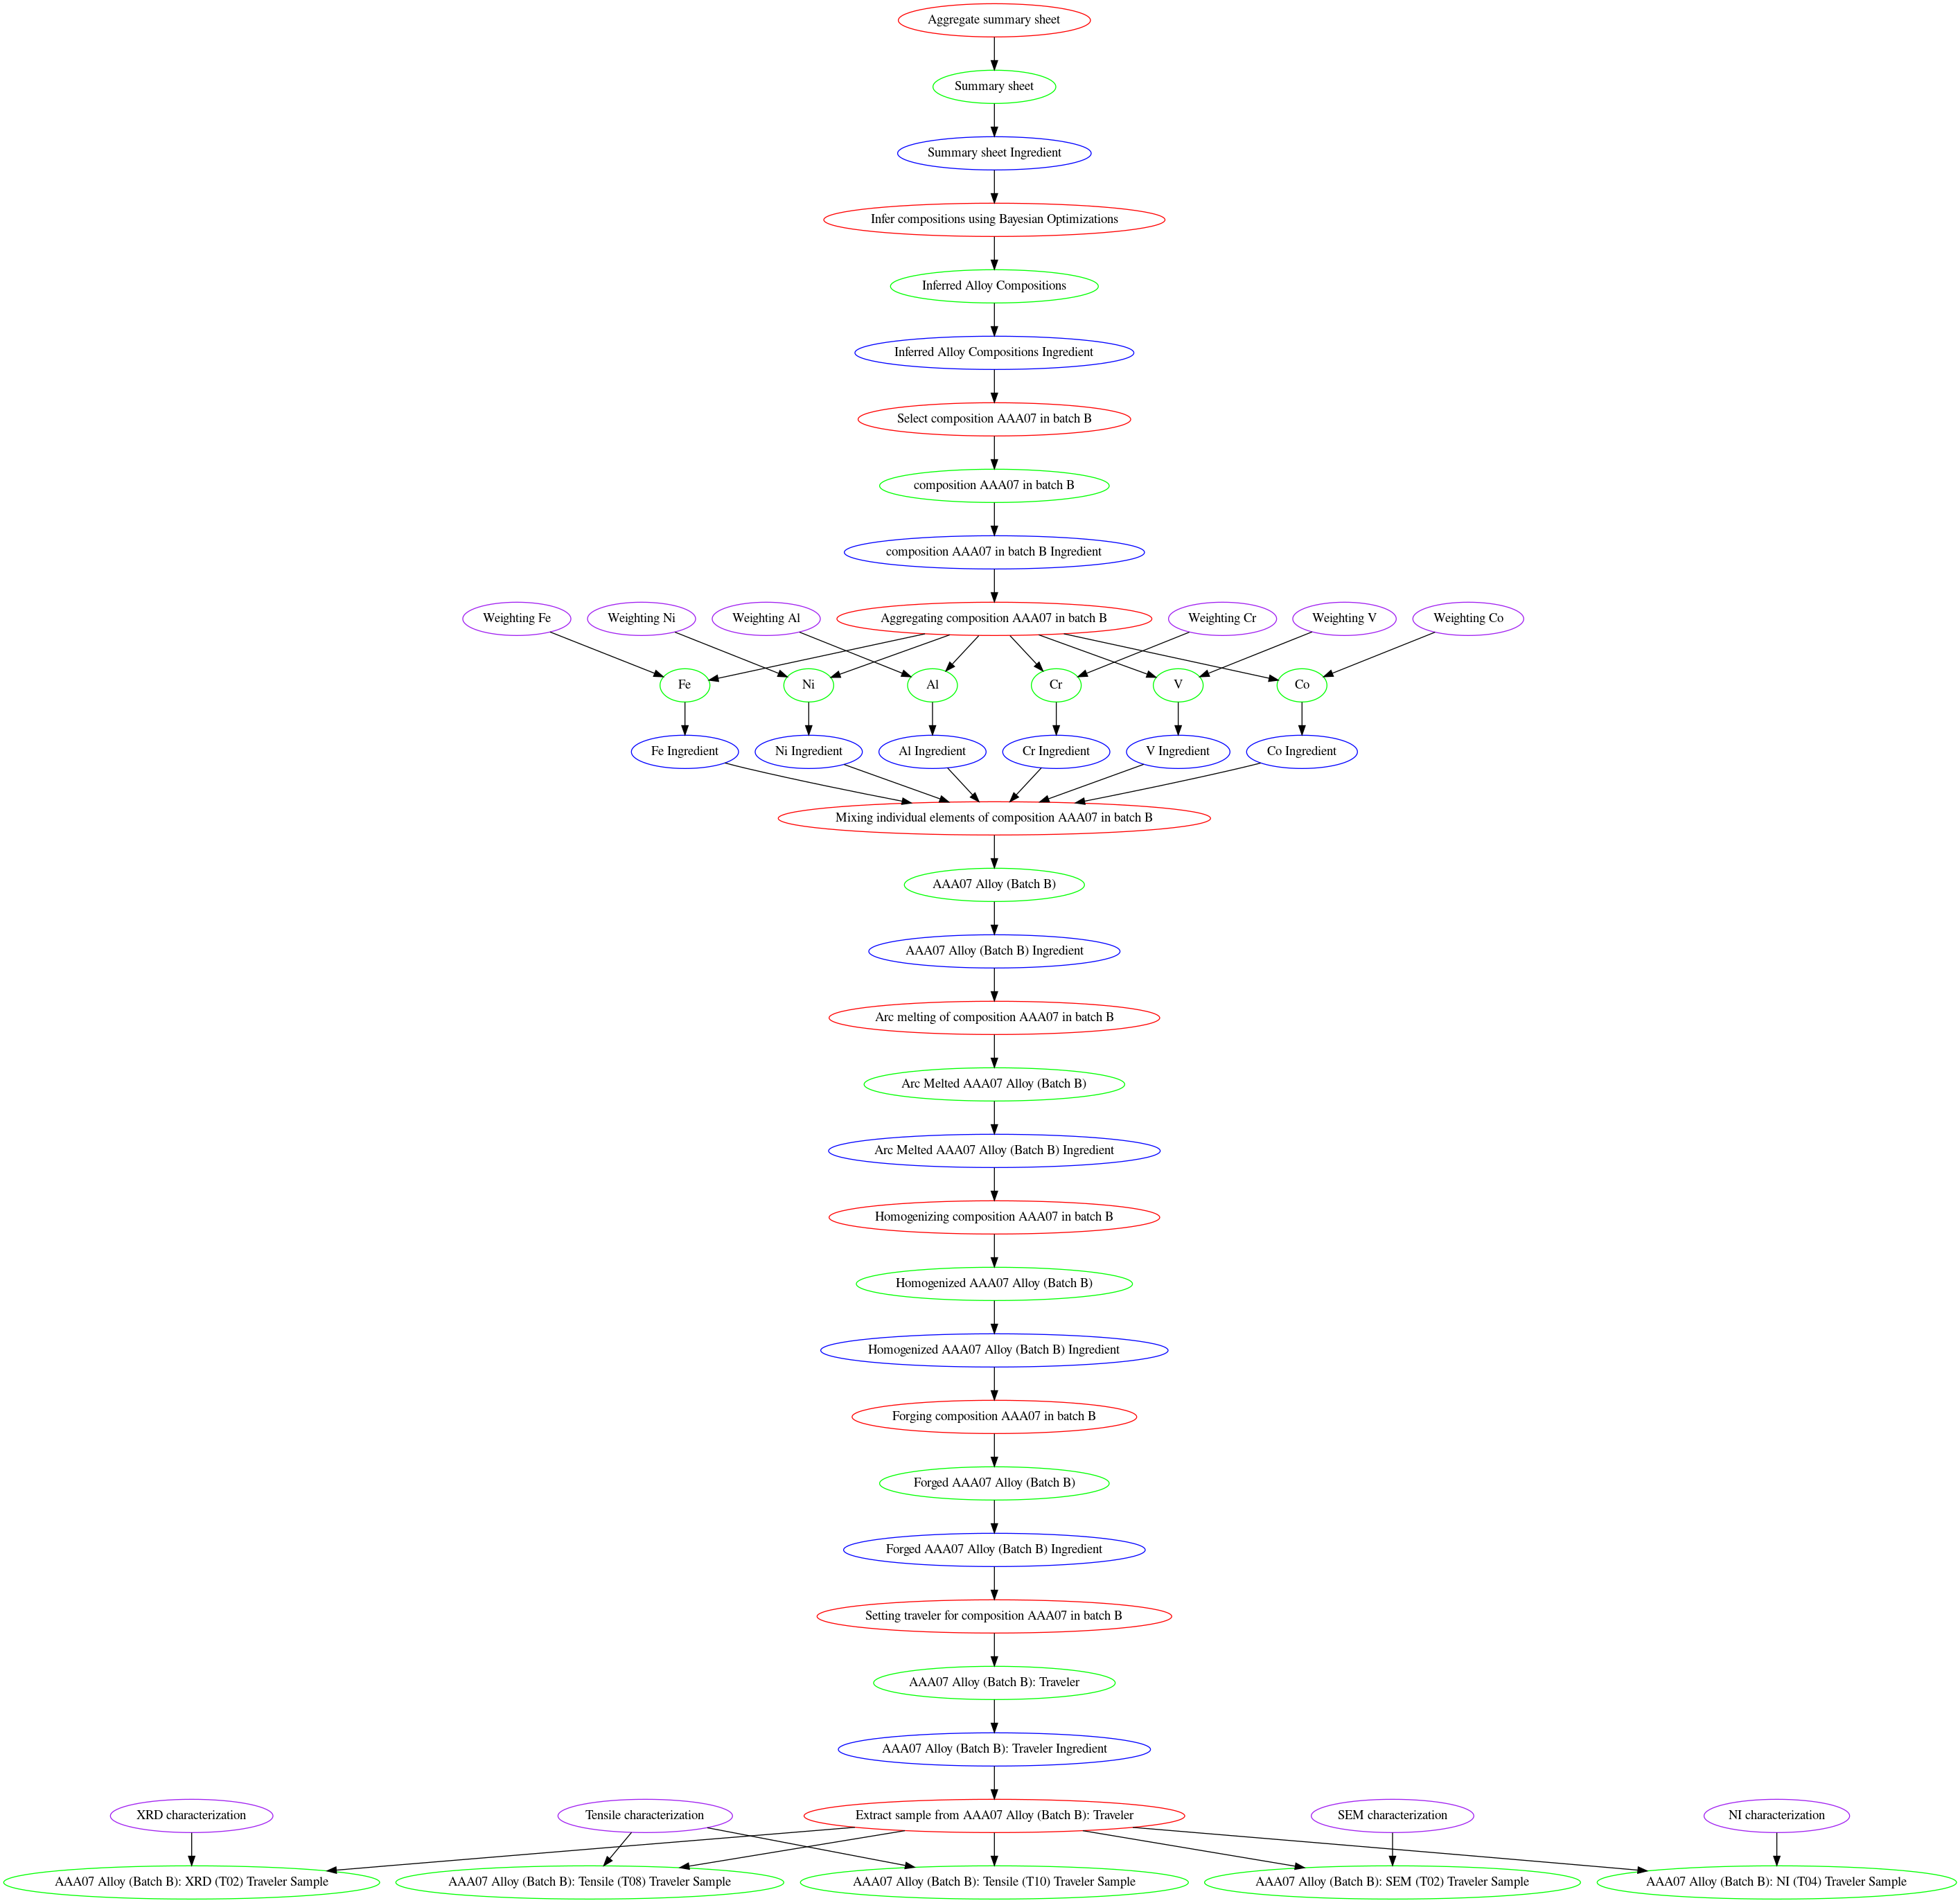 Aggregate summary sheet
Summary sheet
Summary sheet Ingredient
Infer compositions using Bayesian Optimizations
Inferred Alloy Compositions
Inferred Alloy Compositions Ingredient
Select composition AAA07 in batch B
composition AAA07 in batch B
composition AAA07 in batch B Ingredient
Weighting Fe
Weighting Ni
Weighting Al
Aggregating composition AAA07 in batch B
Weighting Cr
Weighting V
Weighting Co
Fe
Ni
Al
Cr
V
Co
Fe Ingredient
Ni Ingredient
Al Ingredient
Cr Ingredient
V Ingredient
Co Ingredient
Mixing individual elements of composition AAA07 in batch B
AAA07 Alloy (Batch B)
AAA07 Alloy (Batch B) Ingredient
Arc melting of composition AAA07 in batch B
Arc Melted AAA07 Alloy (Batch B)
Arc Melted AAA07 Alloy (Batch B) Ingredient
Homogenizing composition AAA07 in batch B
Homogenized AAA07 Alloy (Batch B)
Homogenized AAA07 Alloy (Batch B) Ingredient
Forging composition AAA07 in batch B
Forged AAA07 Alloy (Batch B)
Forged AAA07 Alloy (Batch B) Ingredient
Setting traveler for composition AAA07 in batch B
AAA07 Alloy (Batch B): Traveler
AAA07 Alloy (Batch B): Traveler Ingredient
XRD characterization
Tensile characterization
Extract sample from AAA07 Alloy (Batch B): Traveler
SEM characterization
NI characterization
AAA07 Alloy (Batch B): XRD (T02) Traveler Sample
AAA07 Alloy (Batch B): Tensile (T08) Traveler Sample
AAA07 Alloy (Batch B): Tensile (T10) Traveler Sample
AAA07 Alloy (Batch B): SEM (T02) Traveler Sample
AAA07 Alloy (Batch B): NI (T04) Traveler Sample